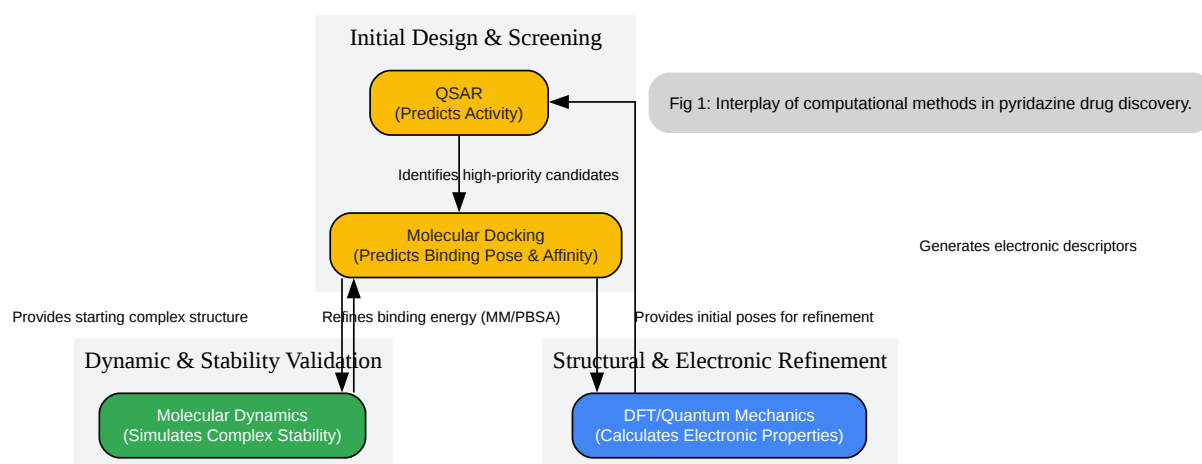 Initial Design & Screening
QSAR
(Predicts Activity)
Fig 1: Interplay of computational methods in pyridazine drug discovery.
Identifies high-priority candidates
Molecular Docking
(Predicts Binding Pose & Affinity)
Generates electronic descriptors
Provides starting complex structure
Refines binding energy (MM/PBSA)
Provides initial poses for refinement
Dynamic & Stability Validation
Structural & Electronic Refinement
Molecular Dynamics
(Simulates Complex Stability)
DFT/Quantum Mechanics
(Calculates Electronic Properties)